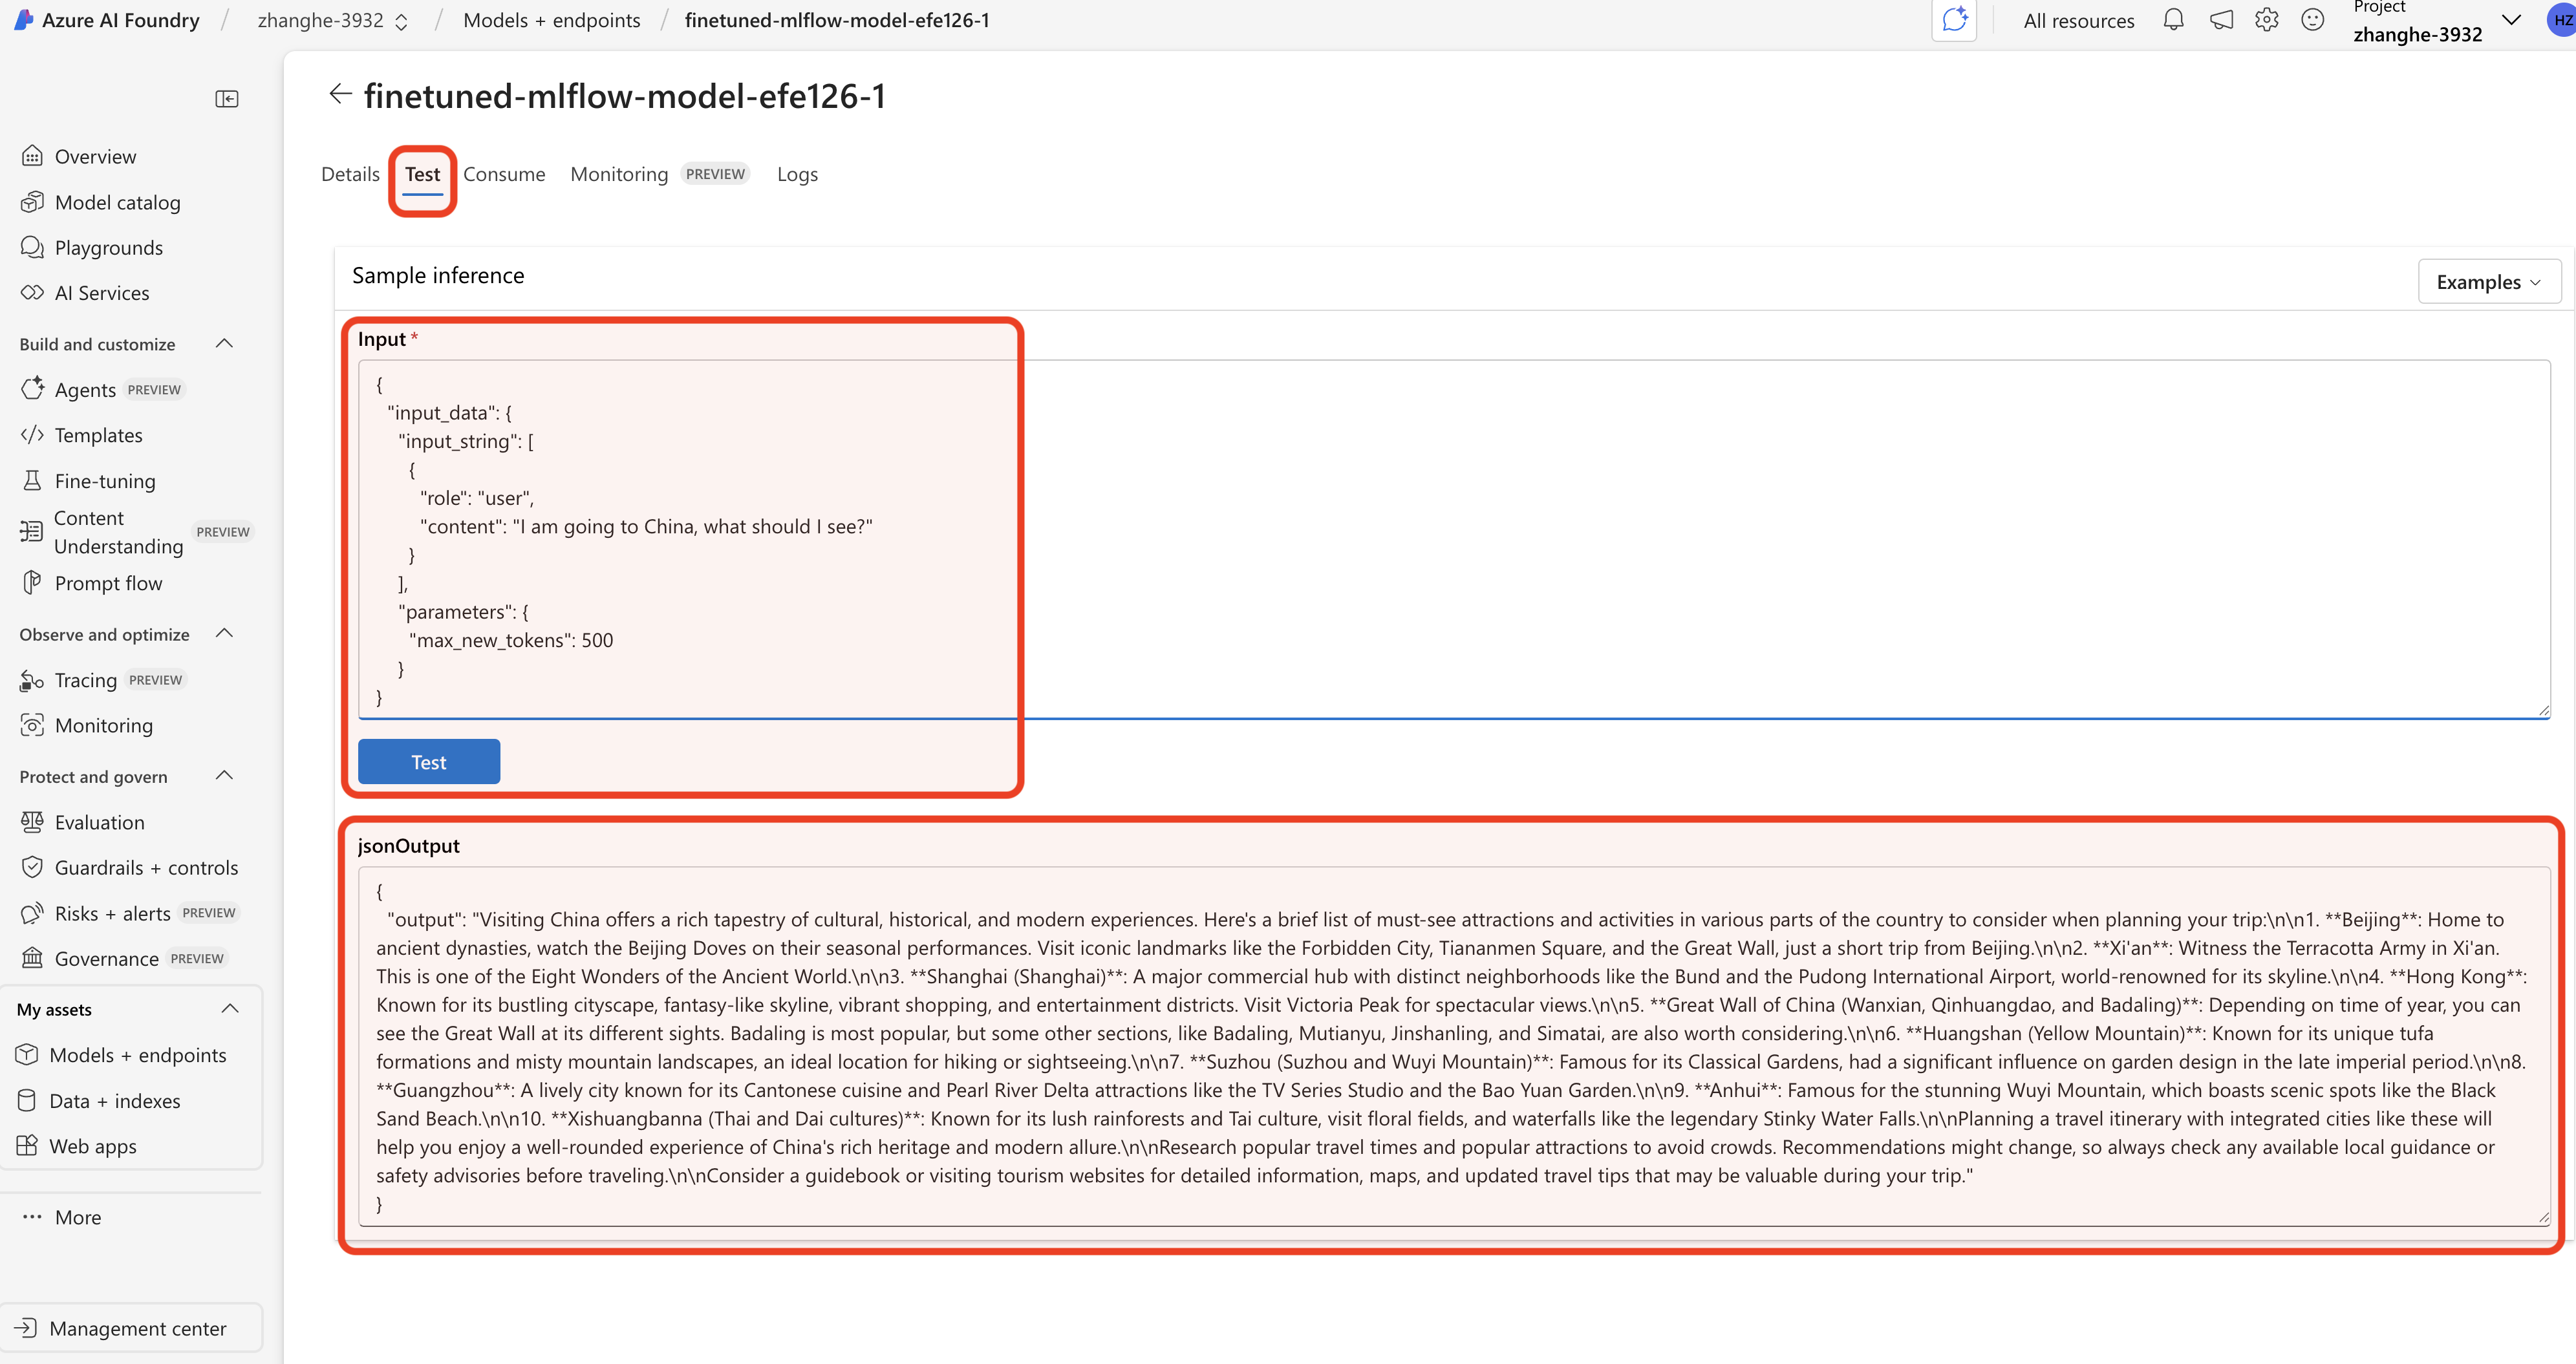 Azure AI Foundry / zhanghe-3932 / Models + endpoints / finetuned-mlflow-model-efe126-1
All resources
Project
zhanghe-3932
HZ
finetuned-mlflow-model-efe126-1
Details Test Consume Monitoring PREVIEW Logs
Overview
Model catalog
Playgrounds
AI Services
Build and customize
Agents PREVIEW
Templates
Fine-tuning
Content
Understanding PREVIEW
Prompt flow
Observe and optimize
Tracing PREVIEW
Monitoring
Protect and govern
Evaluation
Guardrails + controls
Risks + alerts PREVIEW
Governance PREVIEW
My assets
Models + endpoints
Data + indexes
Web apps
More
Management center
Sample inference
Examples
Input *
{
"input_data": {
"input_string": [
{
"role": "user",
"content": "I am going to China, what should I see?"
}
],
"parameters": {
"max_new_tokens": 500
}
}
Test
jsonOutput
{
"output": "Visiting China offers a rich tapestry of cultural, historical, and modern experiences. Here's a brief list of must-see attractions and activities in various parts of the country to consider when planning your trip:\n\n1. **Beijing**: Home to
ancient dynasties, watch the Beijing Doves on their seasonal performances. Visit iconic landmarks like the Forbidden City, Tiananmen Square, and the Great Wall, just a short trip from Beijing.\n\n2. **Xi'an**: Witness the Terracotta Army in Xi'an.
This is one of the Eight Wonders of the Ancient World.\n\n3. **Shanghai (Shanghai)**: A major commercial hub with distinct neighborhoods like the Bund and the Pudong International Airport, world-renowned for its skyline.\n\n4. **Hong Kong**:
Known for its bustling cityscape, fantasy-like skyline, vibrant shopping, and entertainment districts. Visit Victoria Peak for spectacular views.\n\n5. **Great Wall of China (Wanxian, Qinhuangdao, and Badaling)**: Depending on time of year, you can
see the Great Wall at its different sights. Badaling is most popular, but some other sections, like Badaling, Mutianyu, Jinshanling, and Simatai, are also worth considering.\n\n6. **Huangshan (Yellow Mountain)**: Known for its unique tufa
formations and misty mountain landscapes, an ideal location for hiking or sightseeing.\n\n7. **Suzhou (Suzhou and Wuyi Mountain)**: Famous for its Classical Gardens, had a significant influence on garden design in the late imperial period.\n\n8.
**Guangzhou**: A lively city known for its Cantonese cuisine and Pearl River Delta attractions like the TV Series Studio and the Bao Yuan Garden.\n\n9. **Anhui**: Famous for the stunning Wuyi Mountain, which boasts scenic spots like the Black
Sand Beach.\n\n10. **Xishuangbanna (Thai and Dai cultures)**: Known for its lush rainforests and Tai culture, visit floral fields, and waterfalls like the legendary Stinky Water Falls.\n\nPlanning a travel itinerary with integrated cities like these will
help you enjoy a well-rounded experience of China's rich heritage and modern allure.\n\nResearch popular travel times and popular attractions to avoid crowds. Recommendations might change, so always check any available local guidance or
safety advisories before traveling.\n\nConsider a guidebook or visiting tourism websites for detailed information, maps, and updated travel tips that may be valuable during your trip."
}